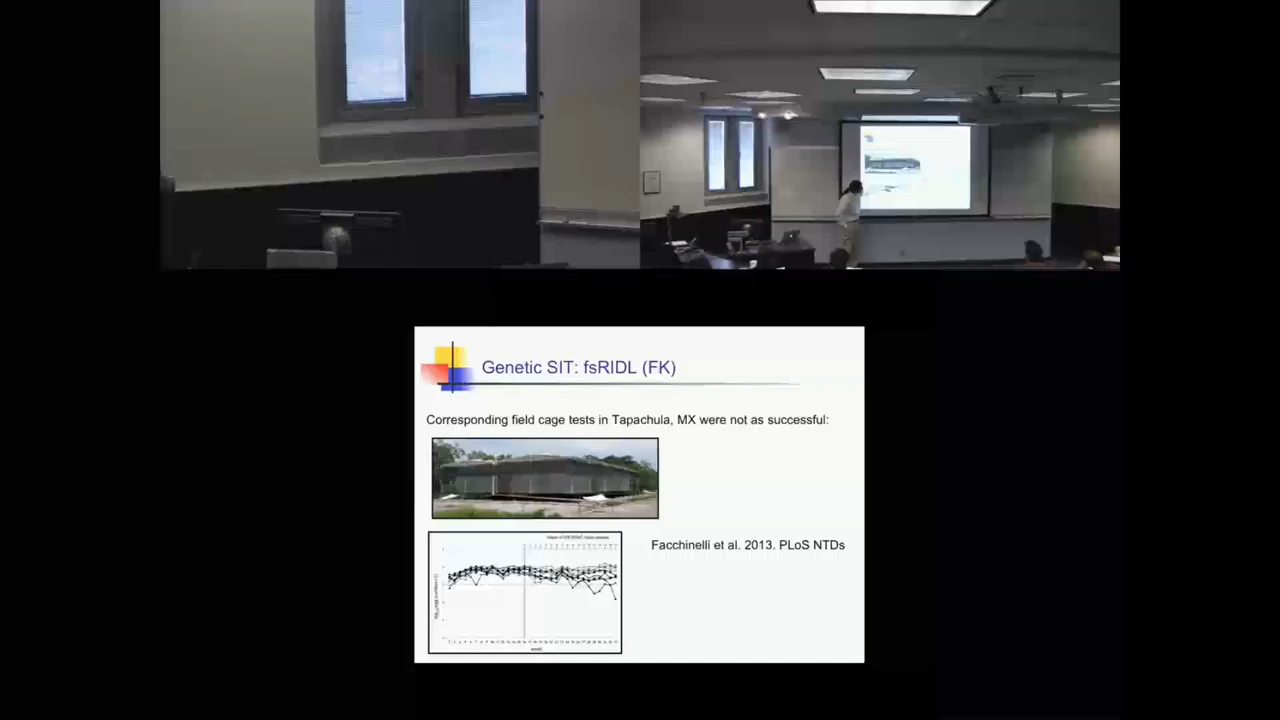 Genetic SIT: fsRIDL (FK)
Corresponding field cage tests in Tapachula, MX were not as successful:
Facchinelli et al. 2013. PLoS NTDs